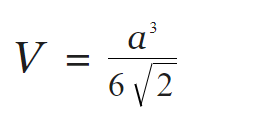 V = a³ / 6√2